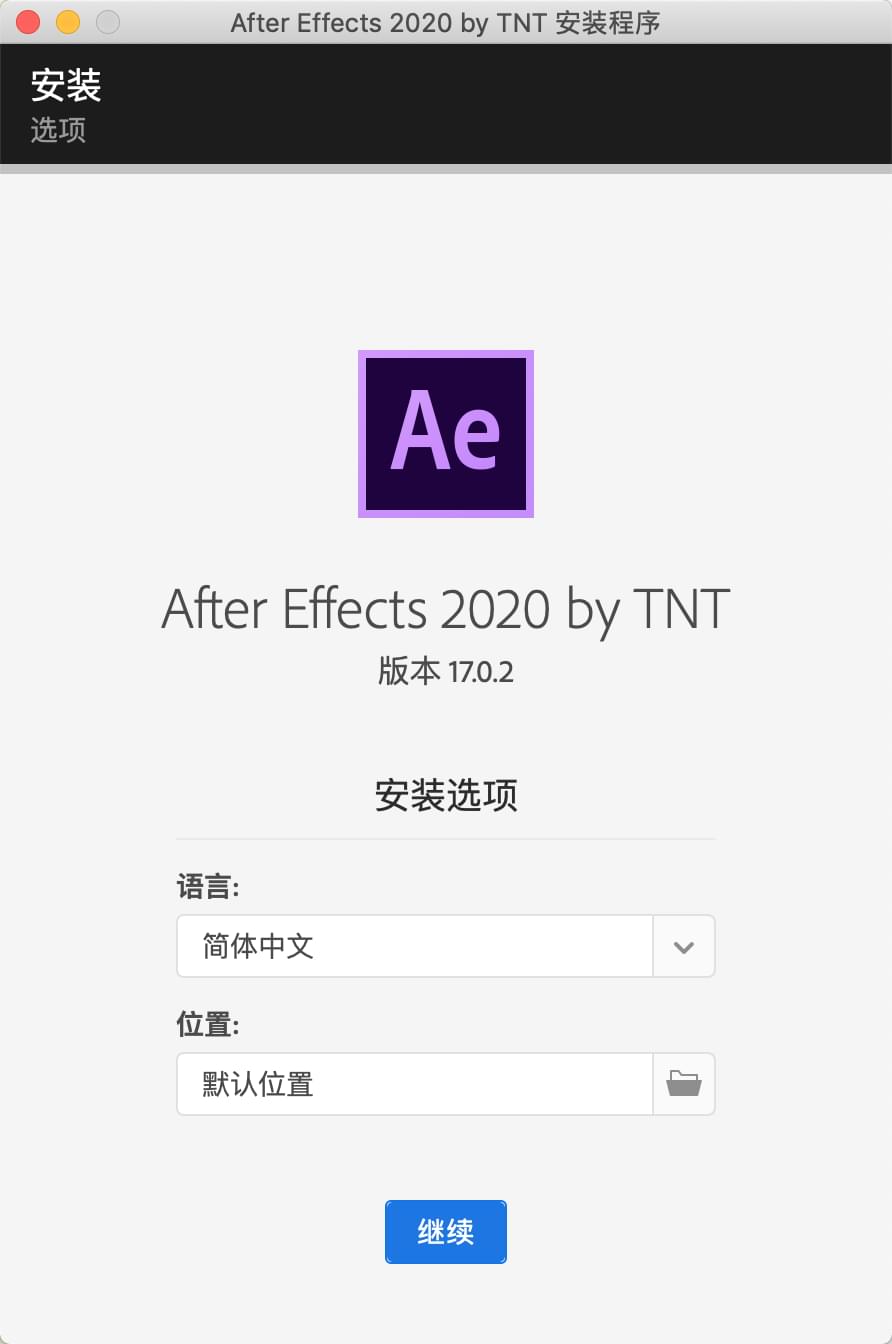 After Effects 2020 by TNT 安装程序
安装
选项
Ae
After Effects 2020 by TNT
版本 17.0.2
安装选项
语言:
简体中文
位置:
默认位置
继续